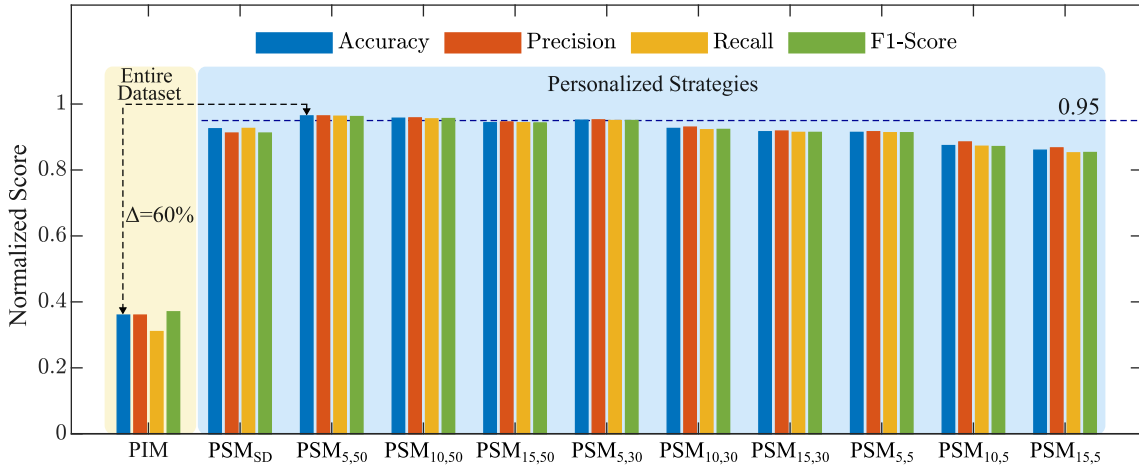 Accuracy Precision Recall F1-Score
Entire
Dataset
Personalized Strategies
0.95
Δ=60%
Normalized Score
1
0.8
0.6
0.4
0.2
0
PIM PSM_SD PSM_5,50 PSM_10,50 PSM_15,50 PSM_5,30 PSM_10,30 PSM_15,30 PSM_5,5 PSM_10,5 PSM_15,5